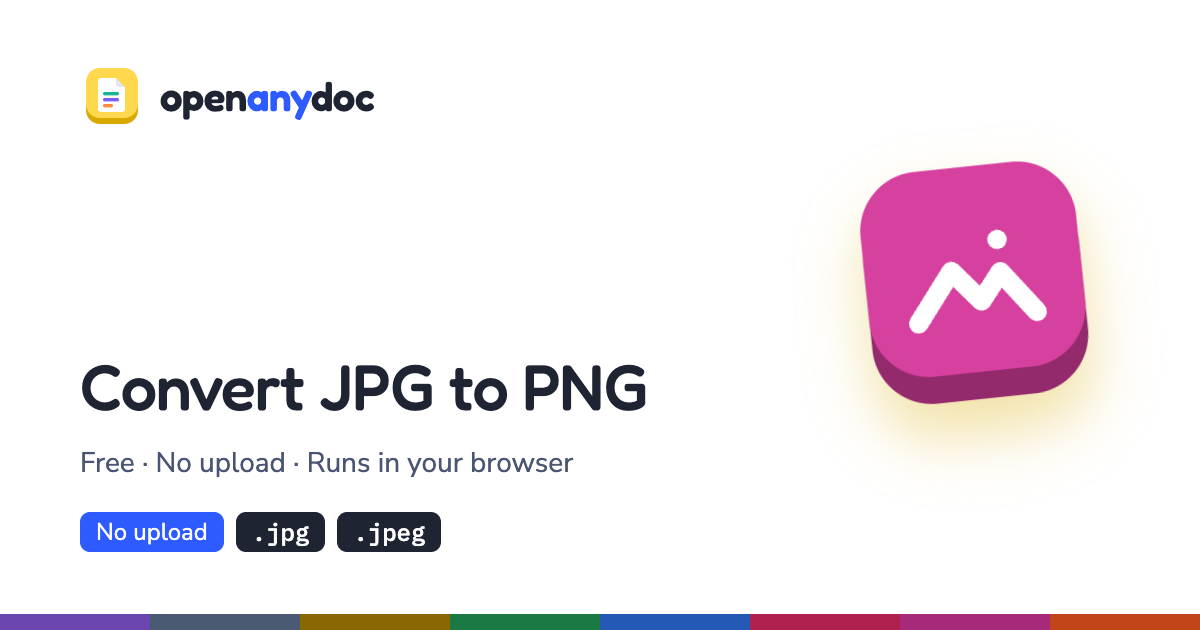 openanydoc
Convert JPG to PNG
Free · No upload · Runs in your browser
No upload .jpg .jpeg